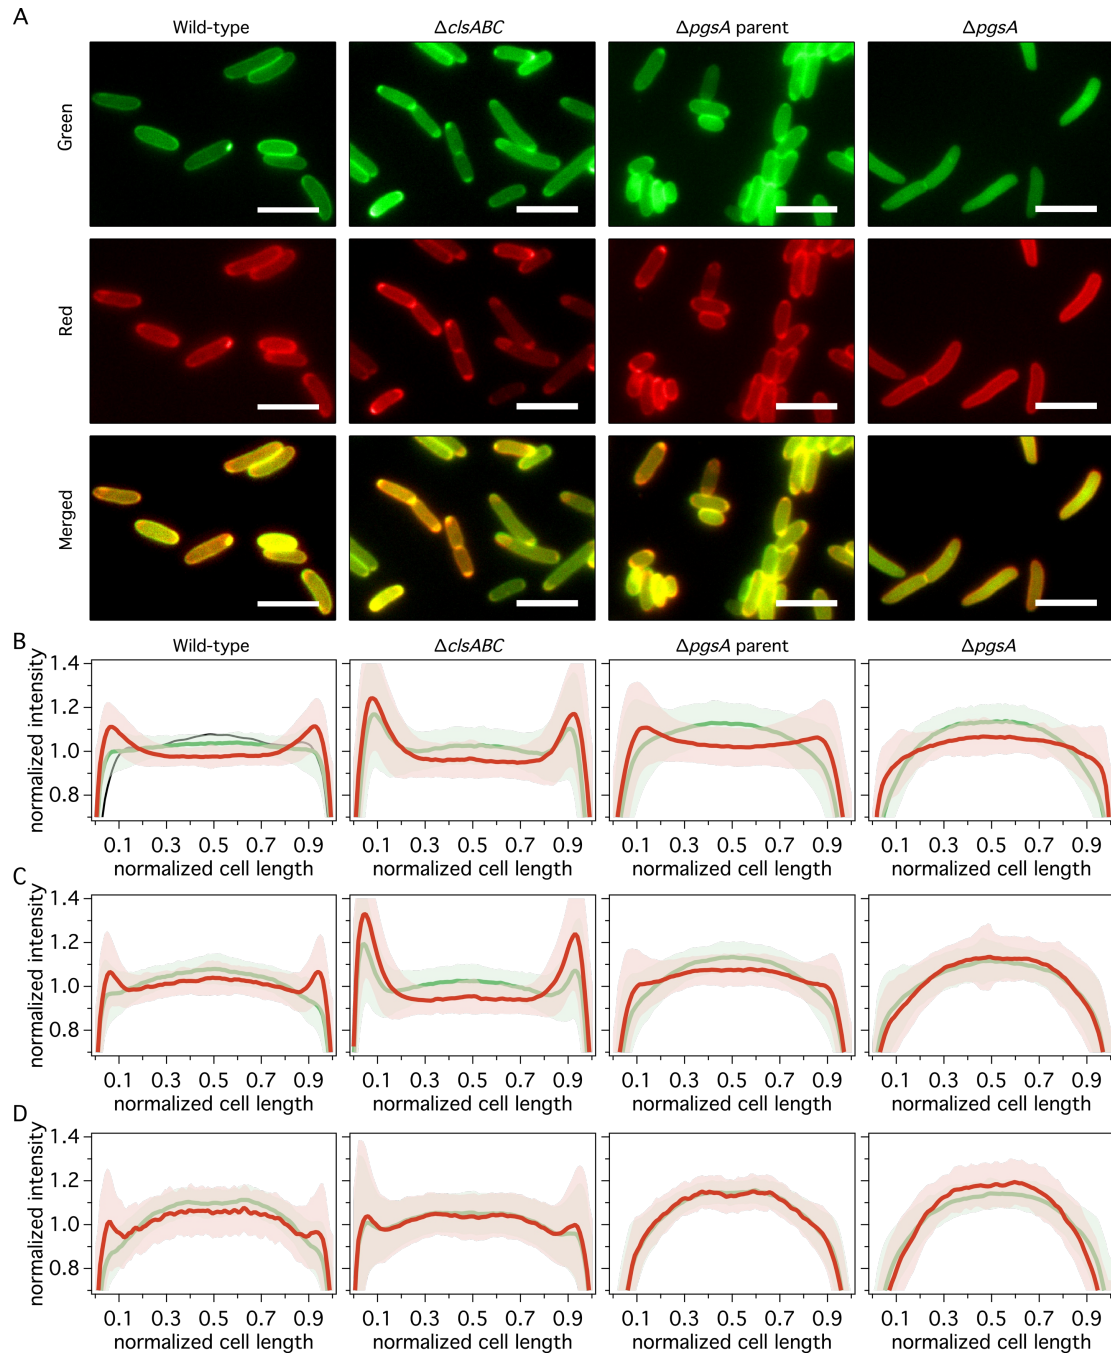 A
Wild-type ΔclsABC ΔpgsA parent ΔpgsA
Green
Red
Merged
B
Wild-type ΔclsABC ΔpgsA parent ΔpgsA
normalized intensity
1.4
1.2
1.0
0.8
0.1 0.3 0.5 0.7 0.9 0.1 0.3 0.5 0.7 0.9 0.1 0.3 0.5 0.7 0.9 0.1 0.3 0.5 0.7 0.9
normalized cell length normalized cell length normalized cell length normalized cell length
C
normalized intensity
1.4
1.2
1.0
0.8
0.1 0.3 0.5 0.7 0.9 0.1 0.3 0.5 0.7 0.9 0.1 0.3 0.5 0.7 0.9 0.1 0.3 0.5 0.7 0.9
normalized cell length normalized cell length normalized cell length normalized cell length
D
normalized intensity
1.4
1.2
1.0
0.8
0.1 0.3 0.5 0.7 0.9 0.1 0.3 0.5 0.7 0.9 0.1 0.3 0.5 0.7 0.9 0.1 0.3 0.5 0.7 0.9
normalized cell length normalized cell length normalized cell length normalized cell length